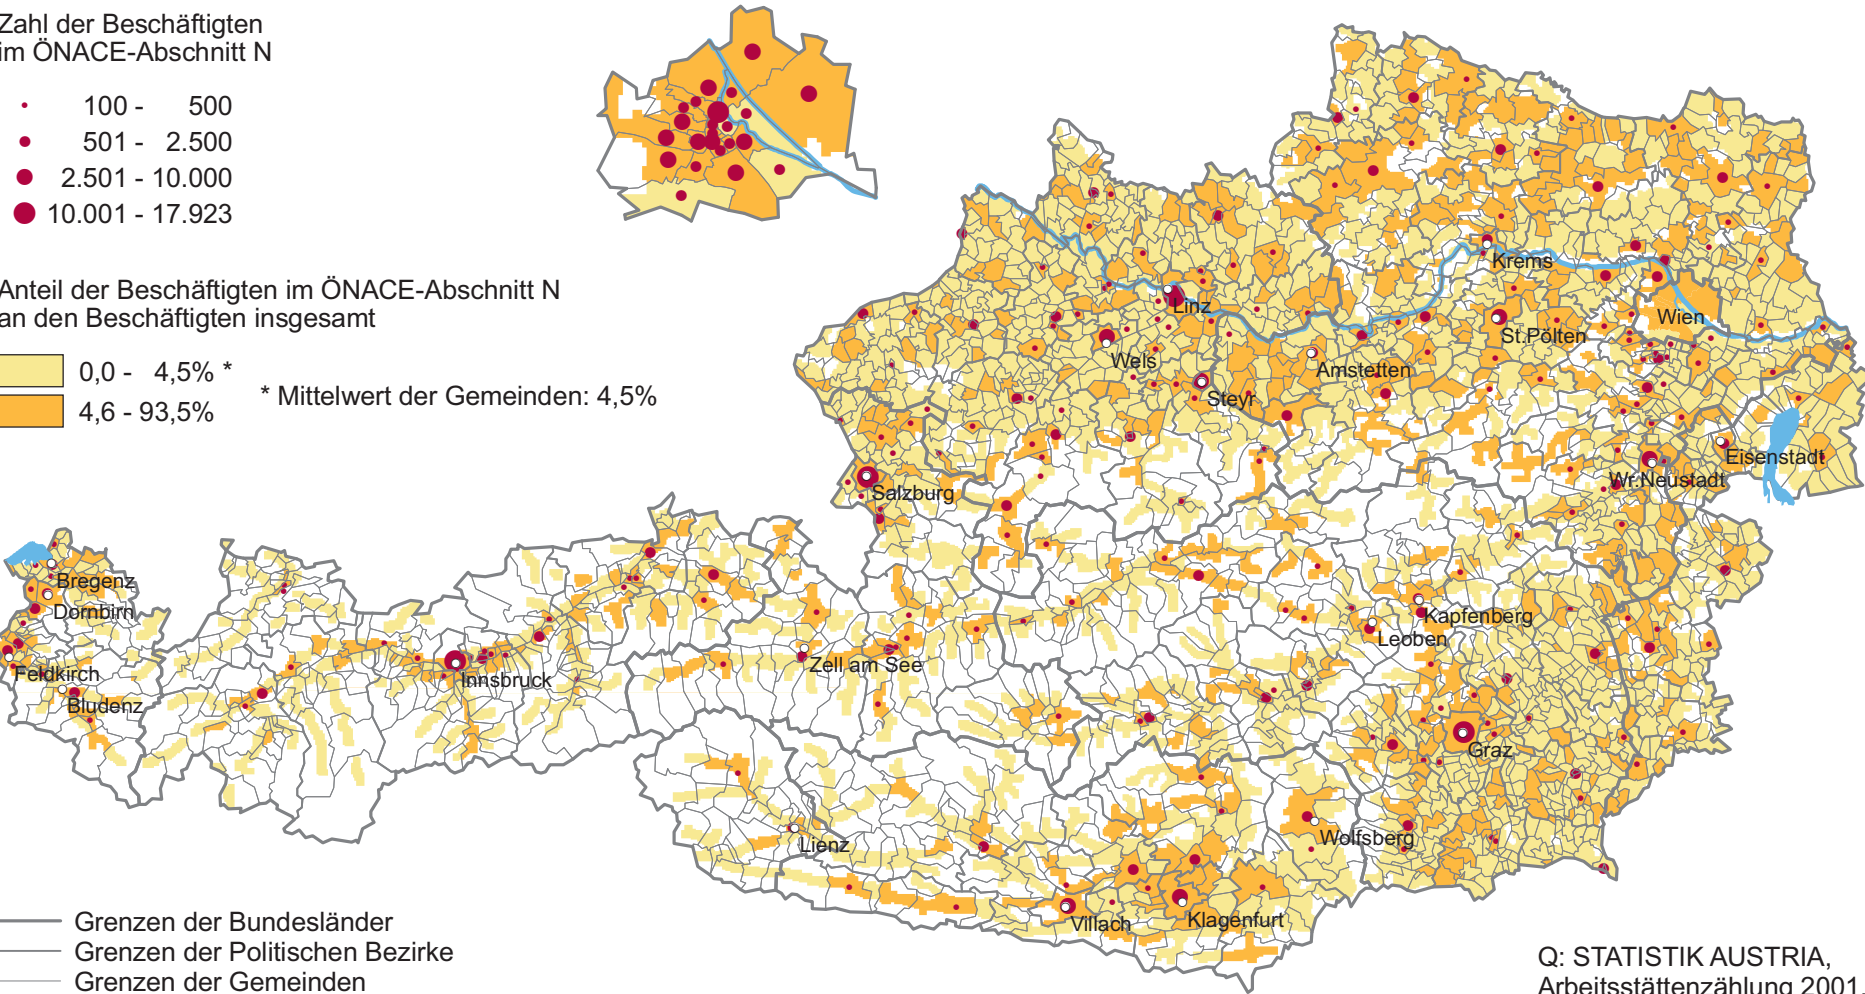 Zahl der Beschäftigten
im ÖNACE-Abschnitt N
100 - 500
501 - 2.500
2.501 - 10.000
10.001 - 17.923
Anteil der Beschäftigten im ÖNACE-Abschnitt N
an den Beschäftigten insgesamt
0,0 - 4,5% *
4,6 - 93,5%
* Mittelwert der Gemeinden: 4,5%
Krems
Linz
Wien
St.Pölten
Wels
Amstetten
Steyr
Eisenstadt
Wr.Neustadt
Salzburg
Bregenz
Dornbirn
Kapfenberg
Leoben
Zell am See
Feldkirch
Innsbruck
Bludenz
Graz
Wolfsberg
Lienz
Villach
Klagenfurt
Grenzen der Bundesländer
Grenzen der Politischen Bezirke
Grenzen der Gemeinden
Q: STATISTIK AUSTRIA,
Arbeitsstättenzählung 2001.